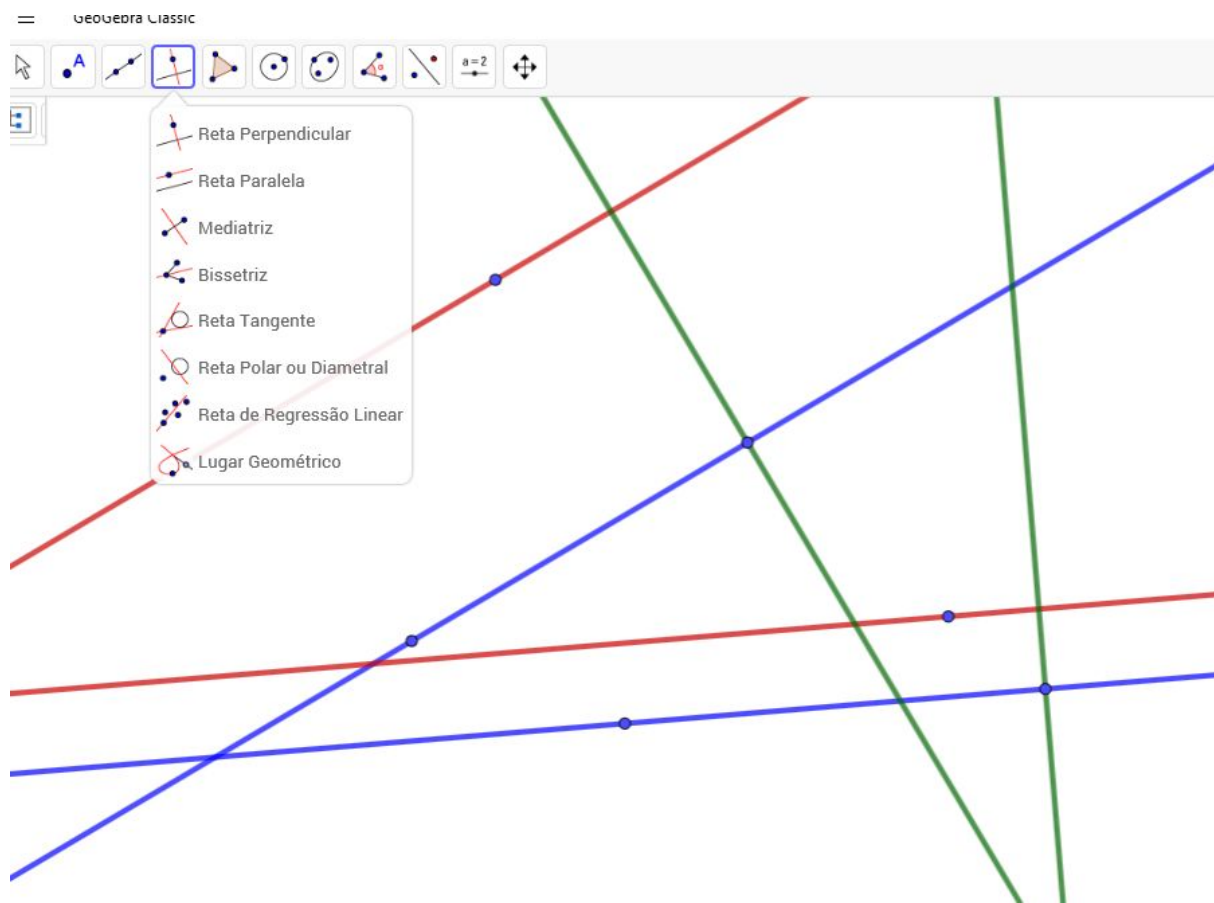 GeoGebra Classic
A
α
a=2
Reta Perpendicular
Reta Paralela
Mediatriz
Bissetriz
Reta Tangente
Reta Polar ou Diametral
Reta de Regressão Linear
Lugar Geométrico